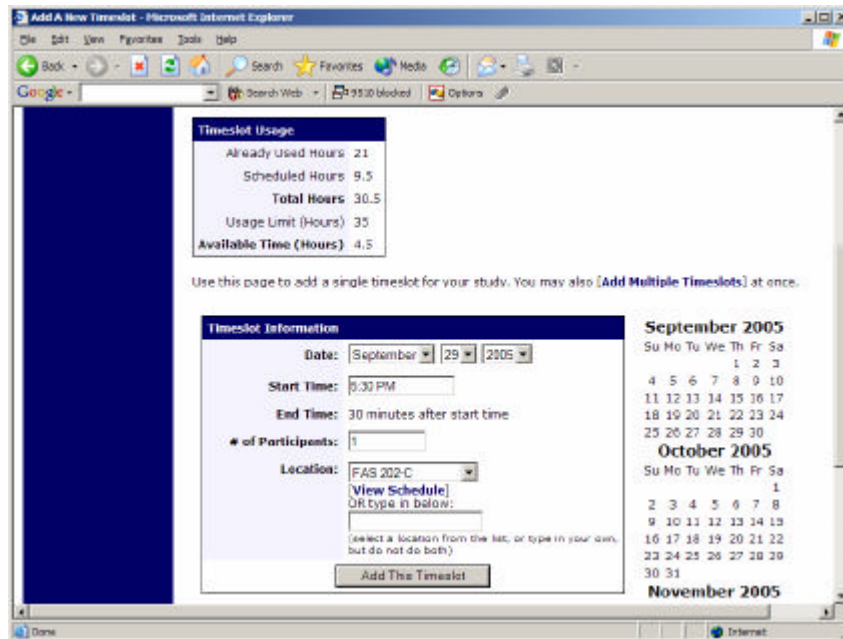 Add A New Timeslot - Microsoft Internet Explorer
File Edit View Favorites Tools Help
Back Search Favorites Media
Google Search Web 9510 blocked Options
Timeslot Usage
Already Used Hours 21
Scheduled Hours 9.5
Total Hours 30.5
Usage Limit (Hours) 35
Available Time (Hours) 4.5
Use this page to add a single timeslot for your study. You may also [Add Multiple Timeslots] at once.
Timeslot Information
Date: September 29 2005
Start Time: 5:30 PM
End Time: 30 minutes after start time
# of Participants: 1
Location: FAS 202-C
[View Schedule]
OR type in below:
(select a location from the list, or type in your own,
but do not do both)
Add This Timeslot
September 2005
Su Mo Tu We Th Fr Sa
1 2 3
4 5 6 7 8 9 10
11 12 13 14 15 16 17
18 19 20 21 22 23 24
25 26 27 28 29 30
October 2005
Su Mo Tu We Th Fr Sa
1
2 3 4 5 6 7 8
9 10 11 12 13 14 15
16 17 18 19 20 21 22
23 24 25 26 27 28 29
30 31
November 2005
Done Internet